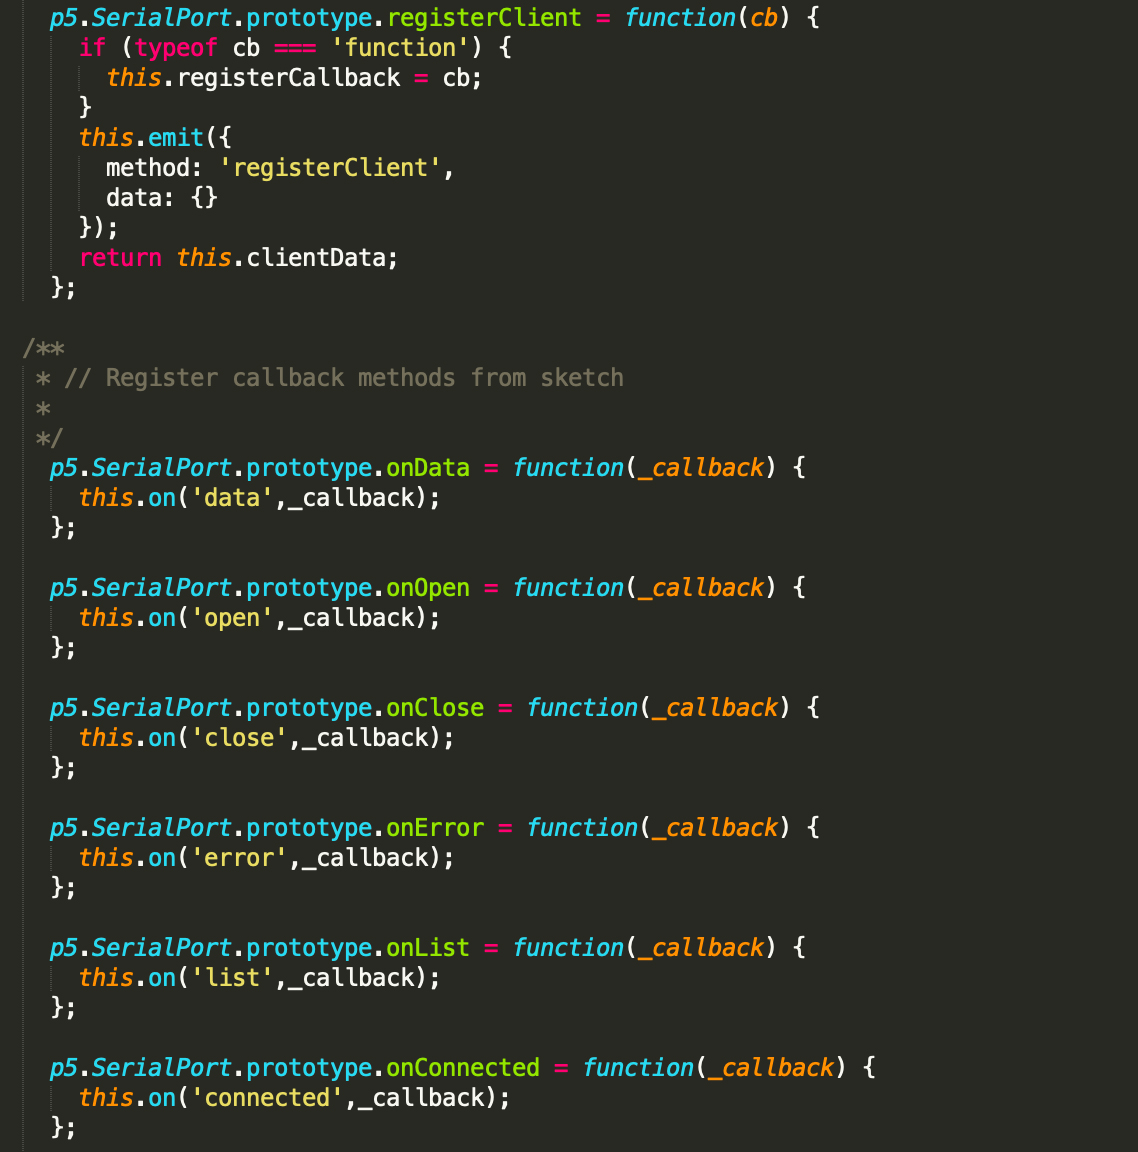 p5.SerialPort.prototype.registerClient = function(cb) {
if (typeof cb === 'function') {
this.registerCallback = cb;
}
this.emit({
method: 'registerClient',
data: {}
});
return this.clientData;
};
/**
* // Register callback methods from sketch
*
*/
p5.SerialPort.prototype.onData = function(_callback) {
this.on('data',_callback);
};
p5.SerialPort.prototype.onOpen = function(_callback) {
this.on('open',_callback);
};
p5.SerialPort.prototype.onClose = function(_callback) {
this.on('close',_callback);
};
p5.SerialPort.prototype.onError = function(_callback) {
this.on('error',_callback);
};
p5.SerialPort.prototype.onList = function(_callback) {
this.on('list',_callback);
};
p5.SerialPort.prototype.onConnected = function(_callback) {
this.on('connected',_callback);
};